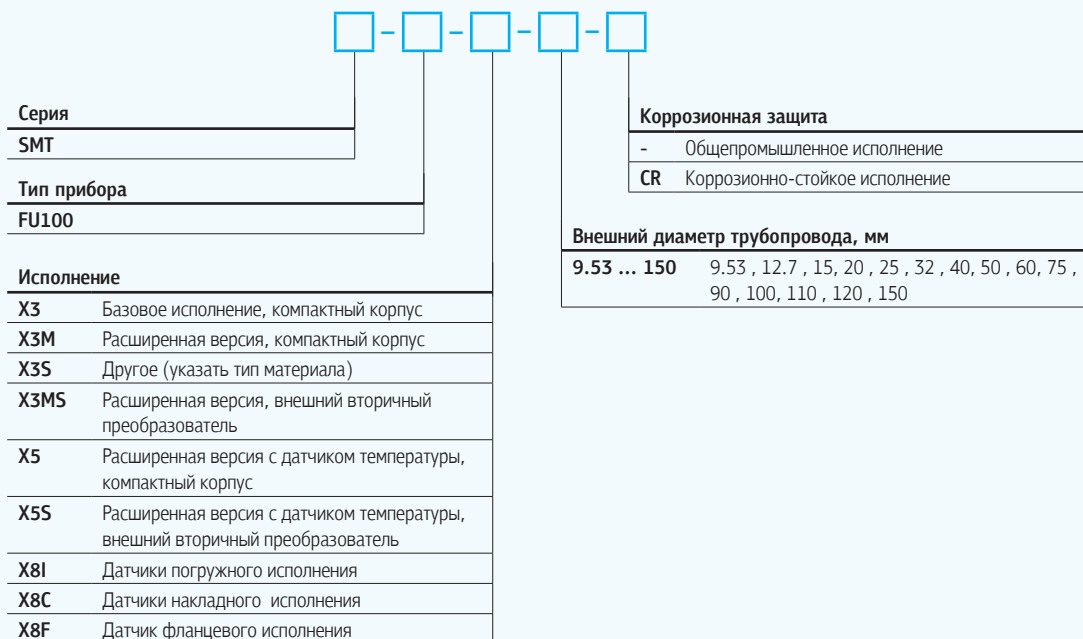 Серия
SMT
Тип прибора
FU100
Исполнение
X3 Базовое исполнение, компактный корпус
X3M Расширенная версия, компактный корпус
X3S Другое (указать тип материала)
X3MS Расширенная версия, внешний вторичный
преобразователь
X5 Расширенная версия с датчиком температуры,
компактный корпус
X5S Расширенная версия с датчиком температуры,
внешний вторичный преобразователь
X8I Датчики погружного исполнения
X8C Датчики накладного исполнения
X8F Датчик фланцевого исполнения
Коррозионная защита
- Общепромышленное исполнение
CR Коррозионно-стойкое исполнение
Внешний диаметр трубопровода, мм
9.53 ... 150 9.53 , 12.7 , 15, 20 , 25 , 32 , 40, 50 , 60, 75 ,
90 , 100, 110 , 120 , 150